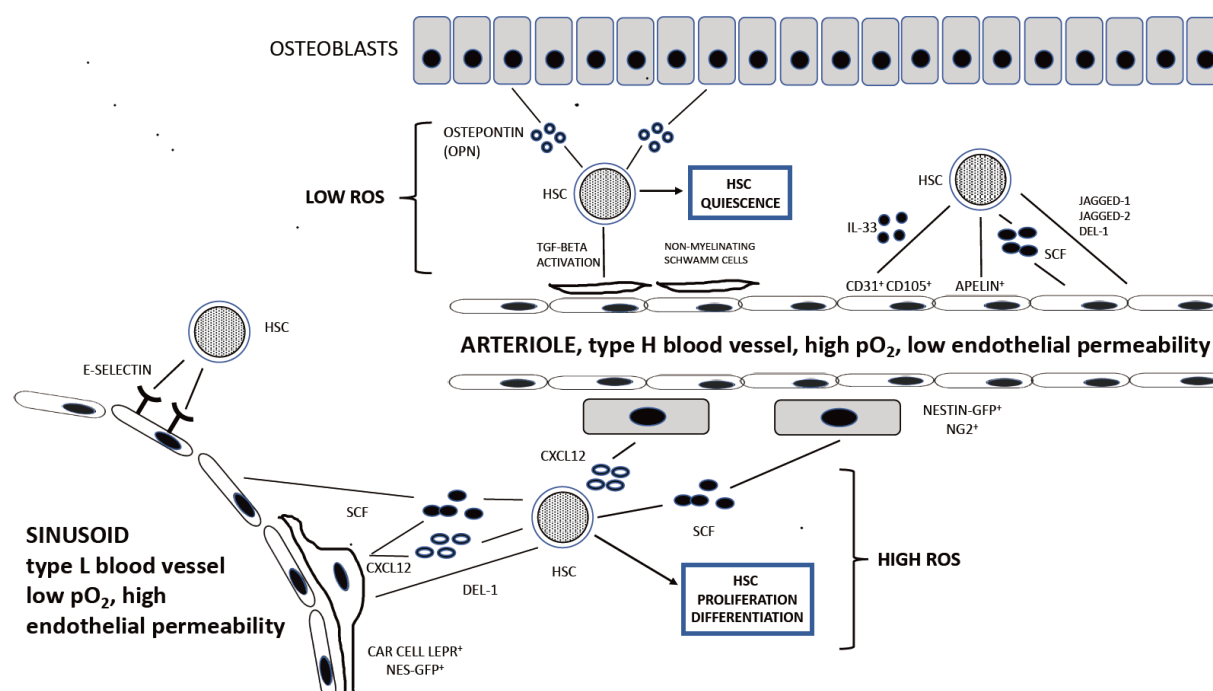 OSTEOBLASTS
OSTEPONTIN
(OPN)
LOW ROS
HSC
HSC
QUIESCENCE
TGF-BETA
ACTIVATION
NON-MYELINATING
SCHWAMM CELLS
HSC
IL-33
JAGGED-1
JAGGED-2
DEL-1
SCF
CD31⁺ CD105⁺
APELIN⁺
HSC
E-SELECTIN
ARTERIOLE, type H blood vessel, high pO₂, low endothelial permeability
NESTIN-GFP⁺
NG2⁺
CXCL12
SCF
SCF
CXCL12
HSC
DEL-1
HIGH ROS
HSC
PROLIFERATION
DIFFERENTIATION
SINUSOID
type L blood vessel
low pO₂, high
endothelial permeability
CAR CELL LEPR⁺
NES-GFP⁺